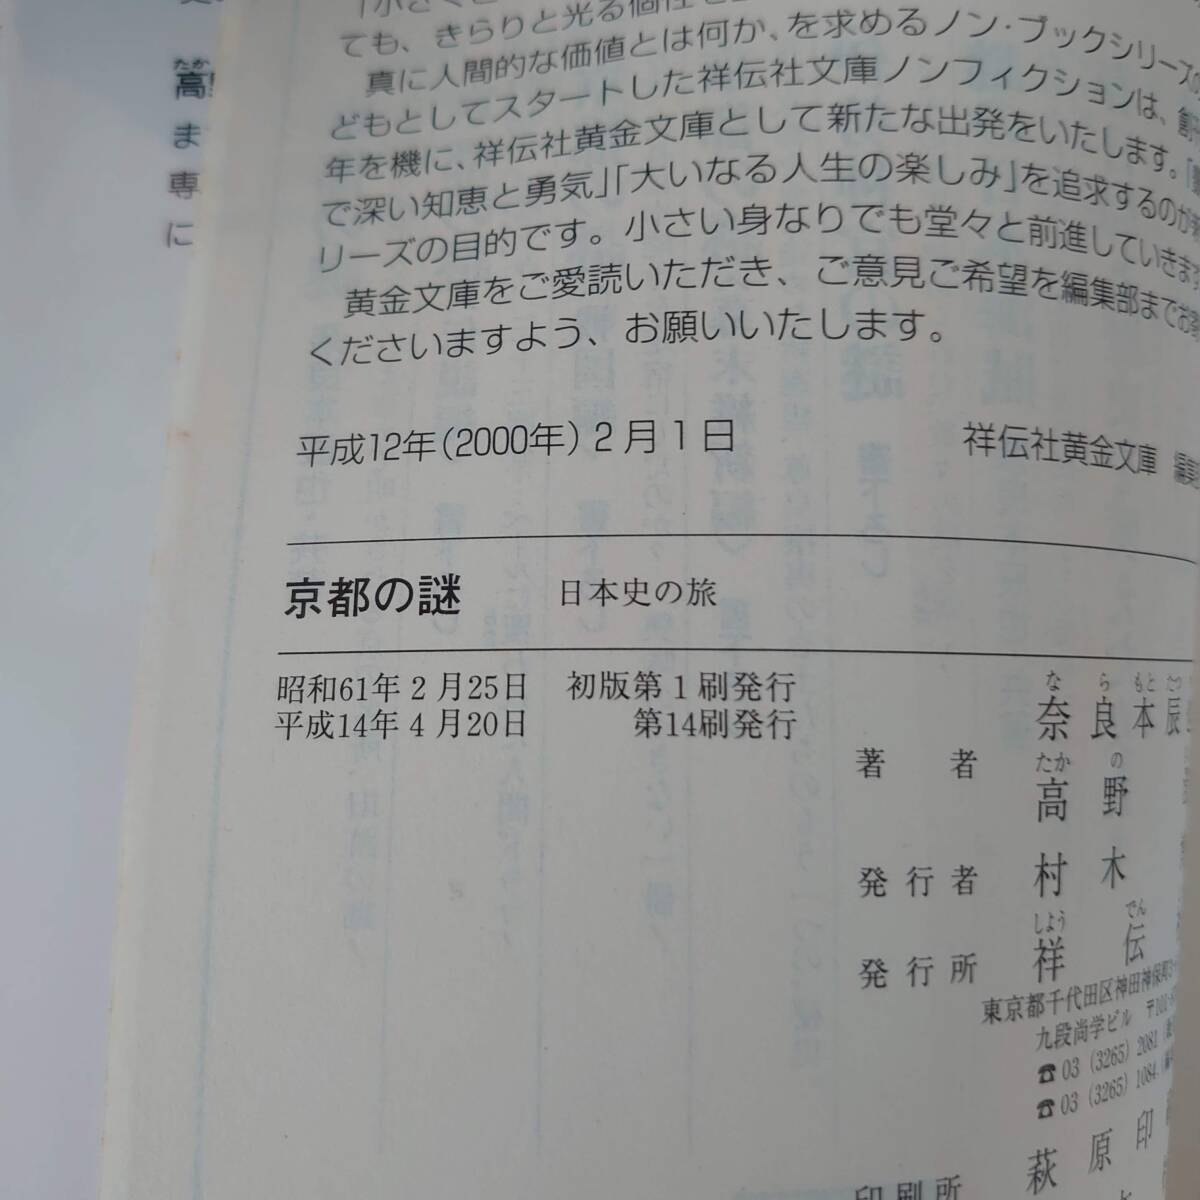 ても、きらりと光る個性を
真に人間的な価値とは何か、を求めるノン・ブックシリーズの
どもとしてスタートした祥伝社文庫ノンフィクションは、創
年を機に、祥伝社黄金文庫として新たな出発をいたします。「
で深い知恵と勇気」「大いなる人生の楽しみ」を追求するのが
リーズの目的です。小さい身なりでも堂々と前進していきます
黄金文庫をご愛読いただき、ご意見ご希望を編集部までお
くださいますよう、お願いいたします。
平成12年(2000年)2月1日
祥伝社黄金文庫 編集
京都の謎 日本史の旅
昭和61年2月25日 初版第1刷発行
平成14年4月20日 第14刷発行
な ら もと たつ
著者 奈良本辰
たか の
高野
発行者 村木
しよう でん
発行所 祥伝
東京都千代田区神田神保町3-
九段尚学ビル 〒101-
☎03(3265)2081
☎03(3265)1084
印刷所 萩原印
ま
専
に